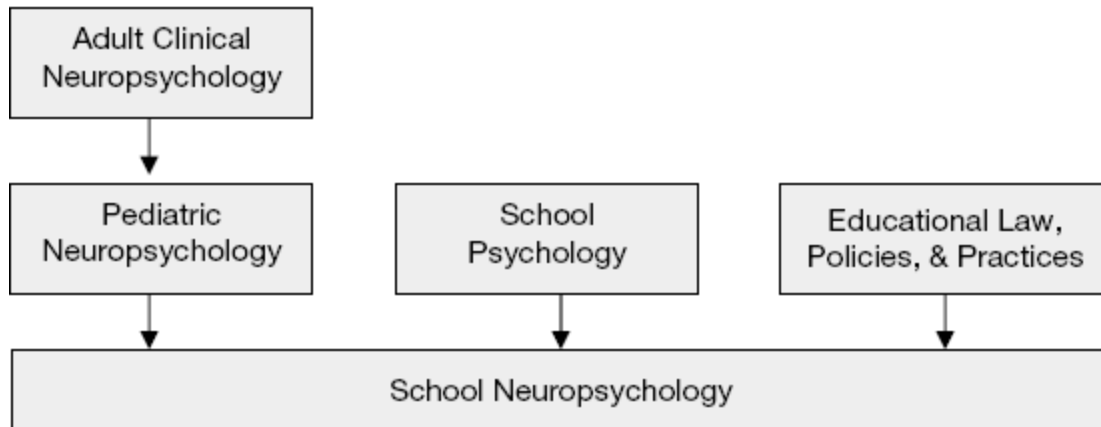 Adult Clinical
Neuropsychology
Pediatric
Neuropsychology
School
Psychology
Educational Law,
Policies, & Practices
School Neuropsychology